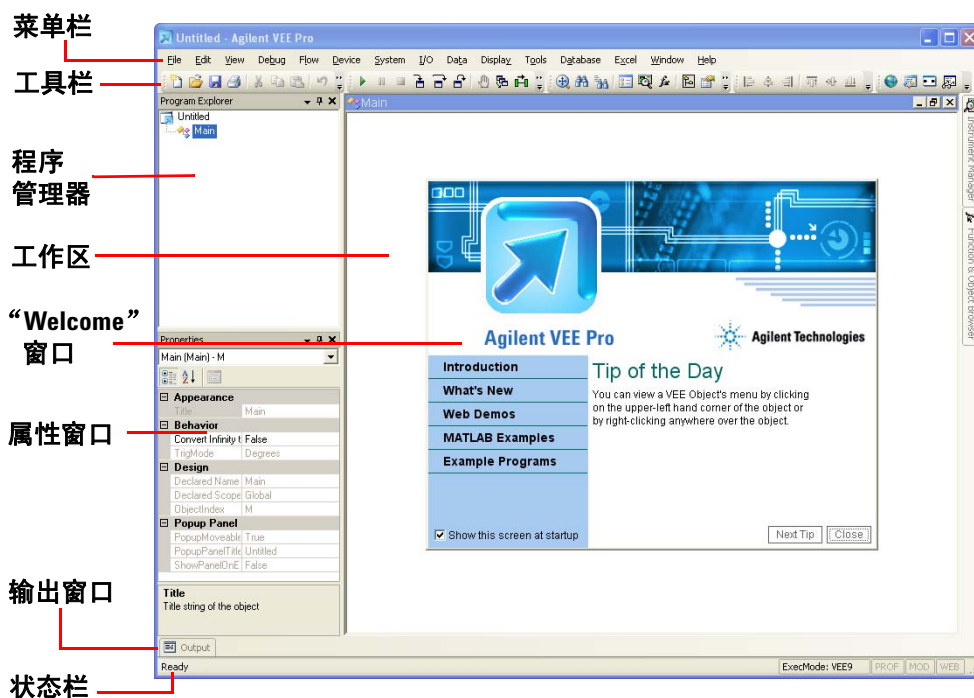 菜单栏
工具栏
程序
管理器
工作区
“Welcome”
窗口
属性窗口
输出窗口
状态栏
Untitled - Agilent VEE Pro
File Edit View Debug Flow Device System I/O Data Display Tools Database Excel Window Help
Program Explorer
Untitled
Main
Main
Instrument Manager
Function & Object Browser
Agilent VEE Pro
Agilent Technologies
Introduction
What's New
Web Demos
MATLAB Examples
Example Programs
Show this screen at startup
Tip of the Day
You can view a VEE Object's menu by clicking
on the upper-left hand corner of the object or
by right-clicking anywhere over the object.
Next Tip Close
Properties
Main (Main) - M
Appearance
Title Main
Behavior
Convert Infinity t False
TrigMode Degrees
Design
Declared Name Main
Declared Scope Global
ObjectIndex M
Popup Panel
PopupMoveable True
PopupPanelTitle Untitled
ShowPanelOnE False
Title
Title string of the object
Output
Ready
ExecMode: VEE9 PROF MOD WEB